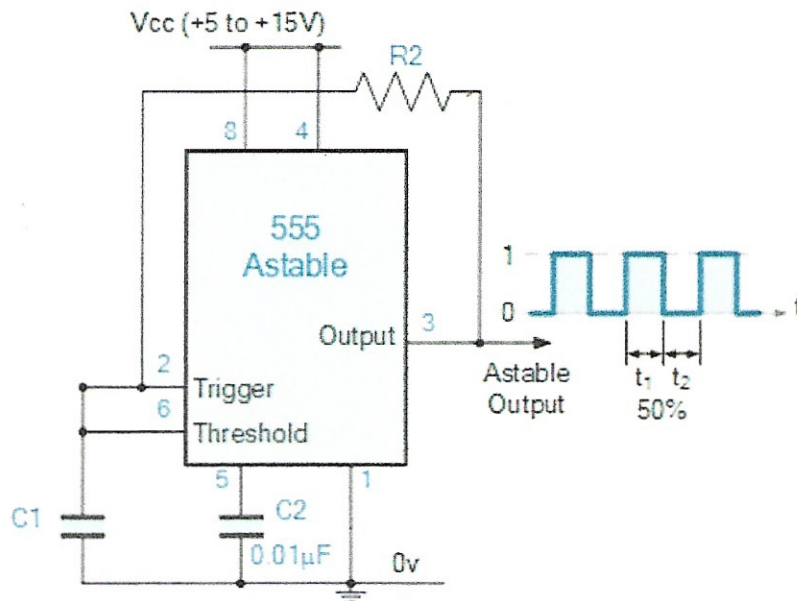 Vcc (+5 to +15V)
R2
8
4
555
Astable
1
0
t
Output
3
2
Trigger
6
Threshold
Astable
Output
t₁
t₂
50%
5
1
C1
C2
0.01µF
0v